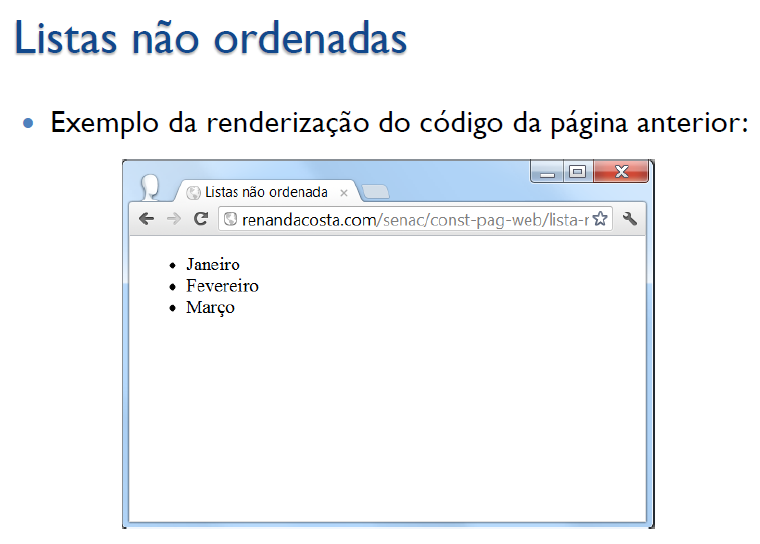 Listas não ordenadas
• Exemplo da renderização do código da página anterior:
Listas não ordenada
renandacosta.com/senac/const-pag-web/lista-r
• Janeiro
• Fevereiro
• Março